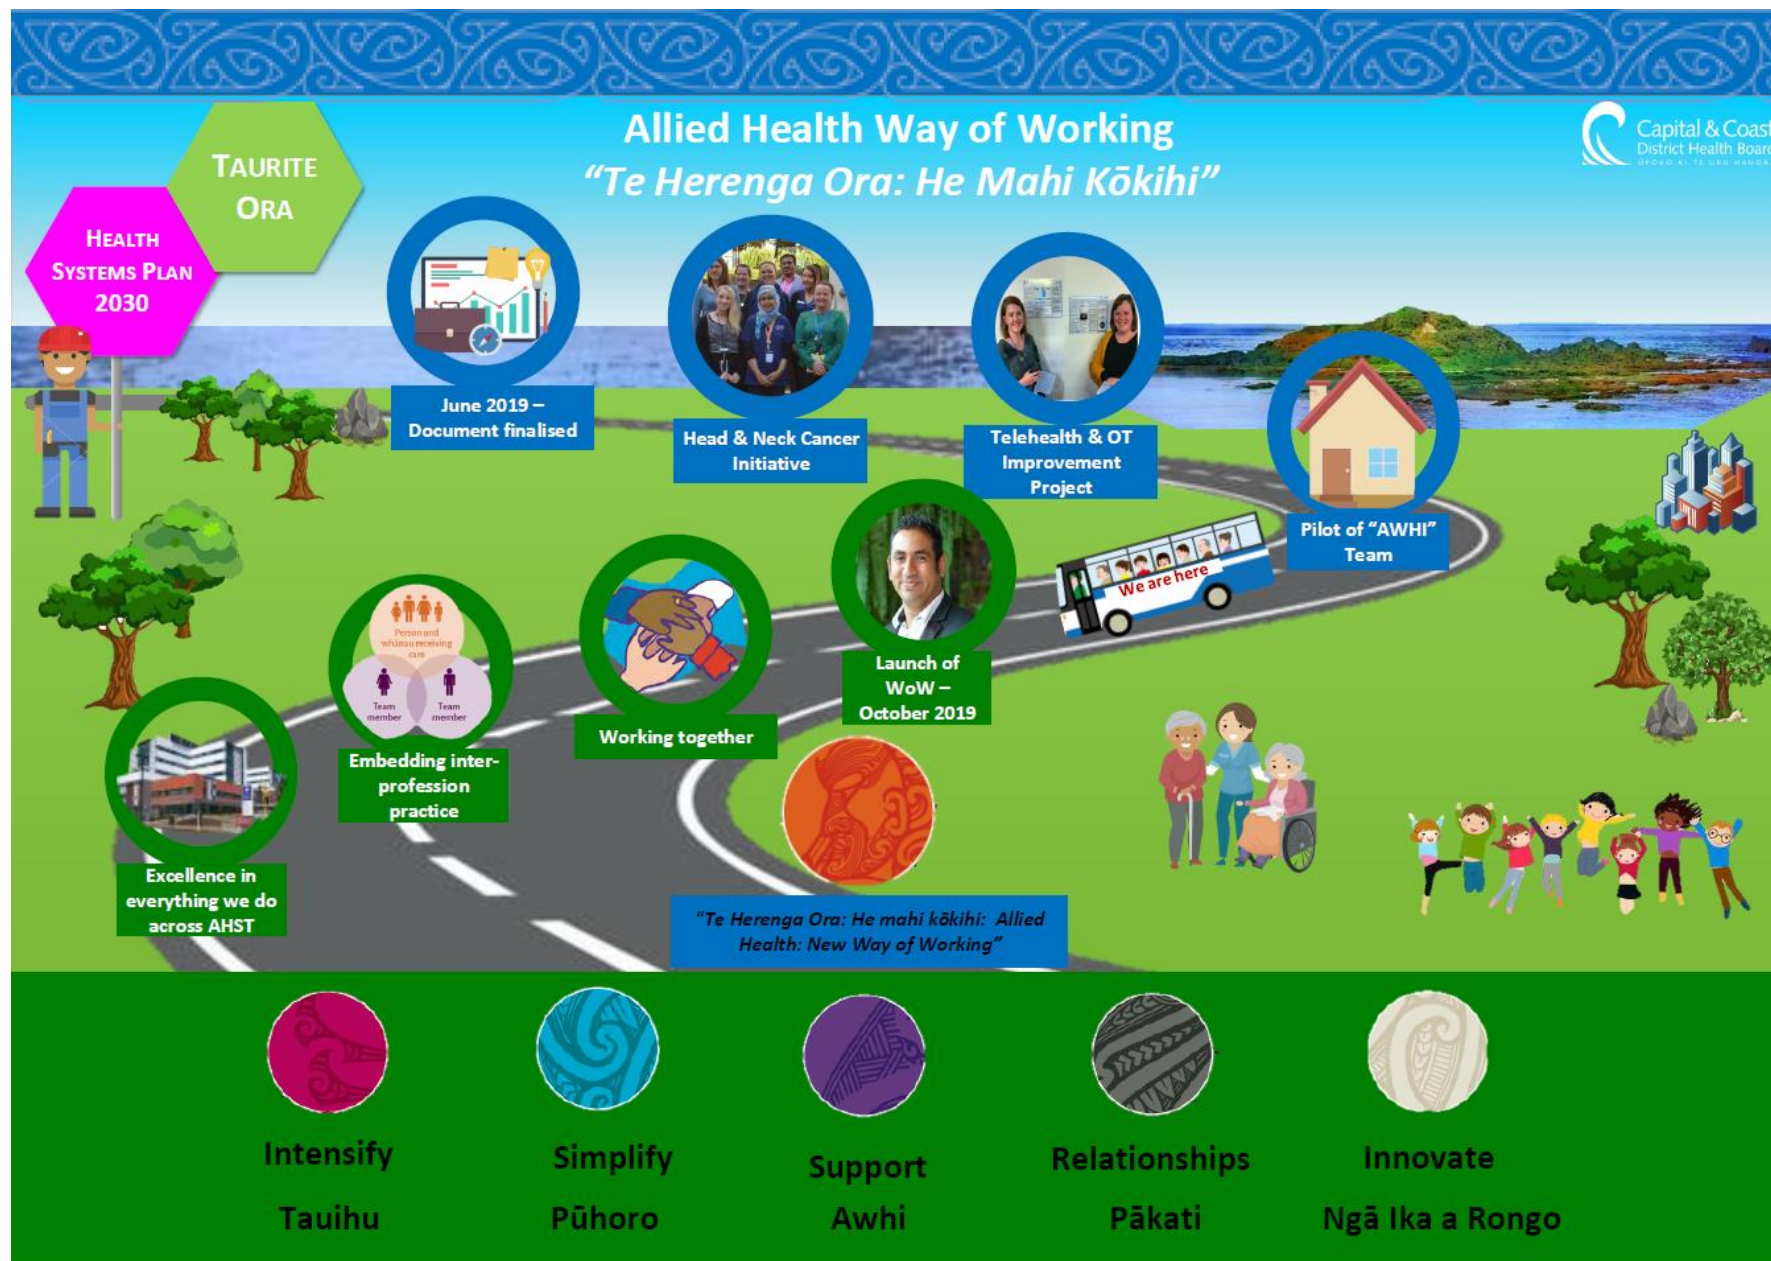 Allied Health Way of Working
“Te Herenga Ora: He Mahi Kōkihi”
Capital & Coast
District Health Board
TAURITE
ORA
HEALTH
SYSTEMS PLAN
2030
June 2019 –
Document finalised
Head & Neck Cancer
Initiative
Telehealth & OT
Improvement
Project
Pilot of “AWHI”
Team
We are here
Launch of
WoW –
October 2019
Working together
Person and
whānau receiving
care
Team
member
Team
member
Embedding inter-
profession
practice
Excellence in
everything we do
across AHST
“Te Herenga Ora: He mahi kōkihi: Allied
Health: New Way of Working”
Intensify
Tauihu
Simplify
Pūhoro
Support
Awhi
Relationships
Pākati
Innovate
Ngā Ika a Rongo